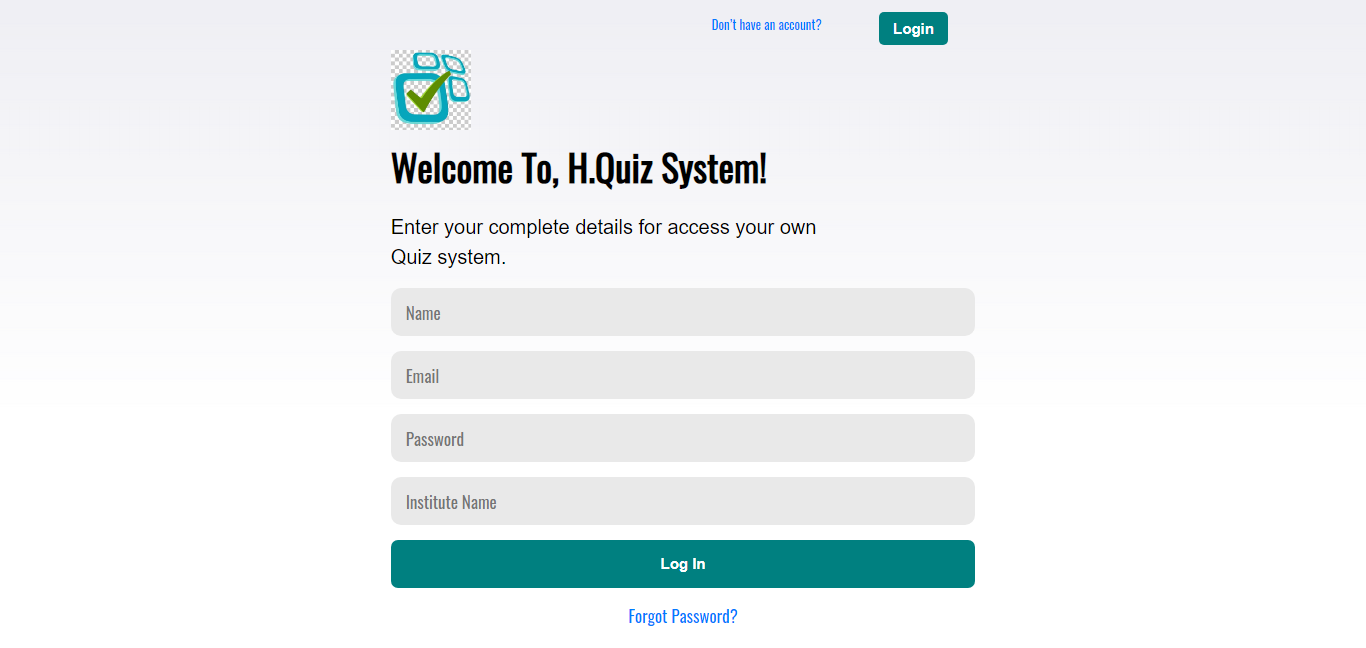 Don't have an account?
Login
Welcome To, H.Quiz System!
Enter your complete details for access your own
Quiz system.
Name
Email
Password
Institute Name
Log In
Forgot Password?